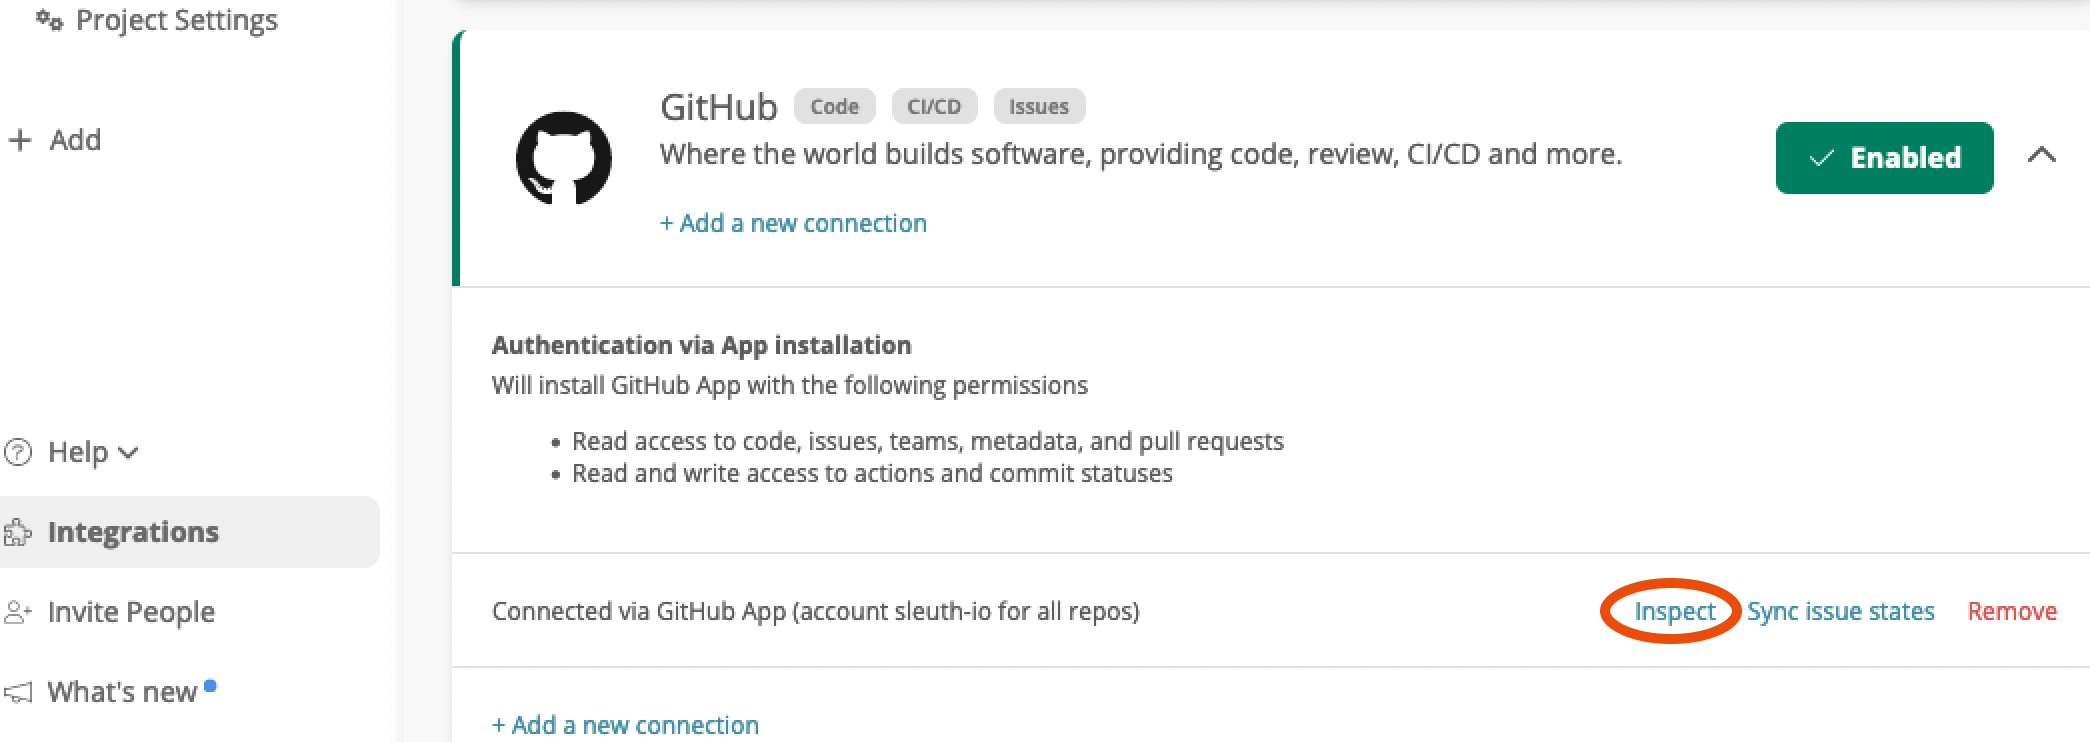 Project Settings
+ Add
Help
Integrations
Invite People
What's new
GitHub Code CI/CD Issues
Where the world builds software, providing code, review, CI/CD and more.
+ Add a new connection
Enabled
Authentication via App installation
Will install GitHub App with the following permissions
• Read access to code, issues, teams, metadata, and pull requests
• Read and write access to actions and commit statuses
Connected via GitHub App (account sleuth-io for all repos) Inspect Sync issue states Remove
+ Add a new connection